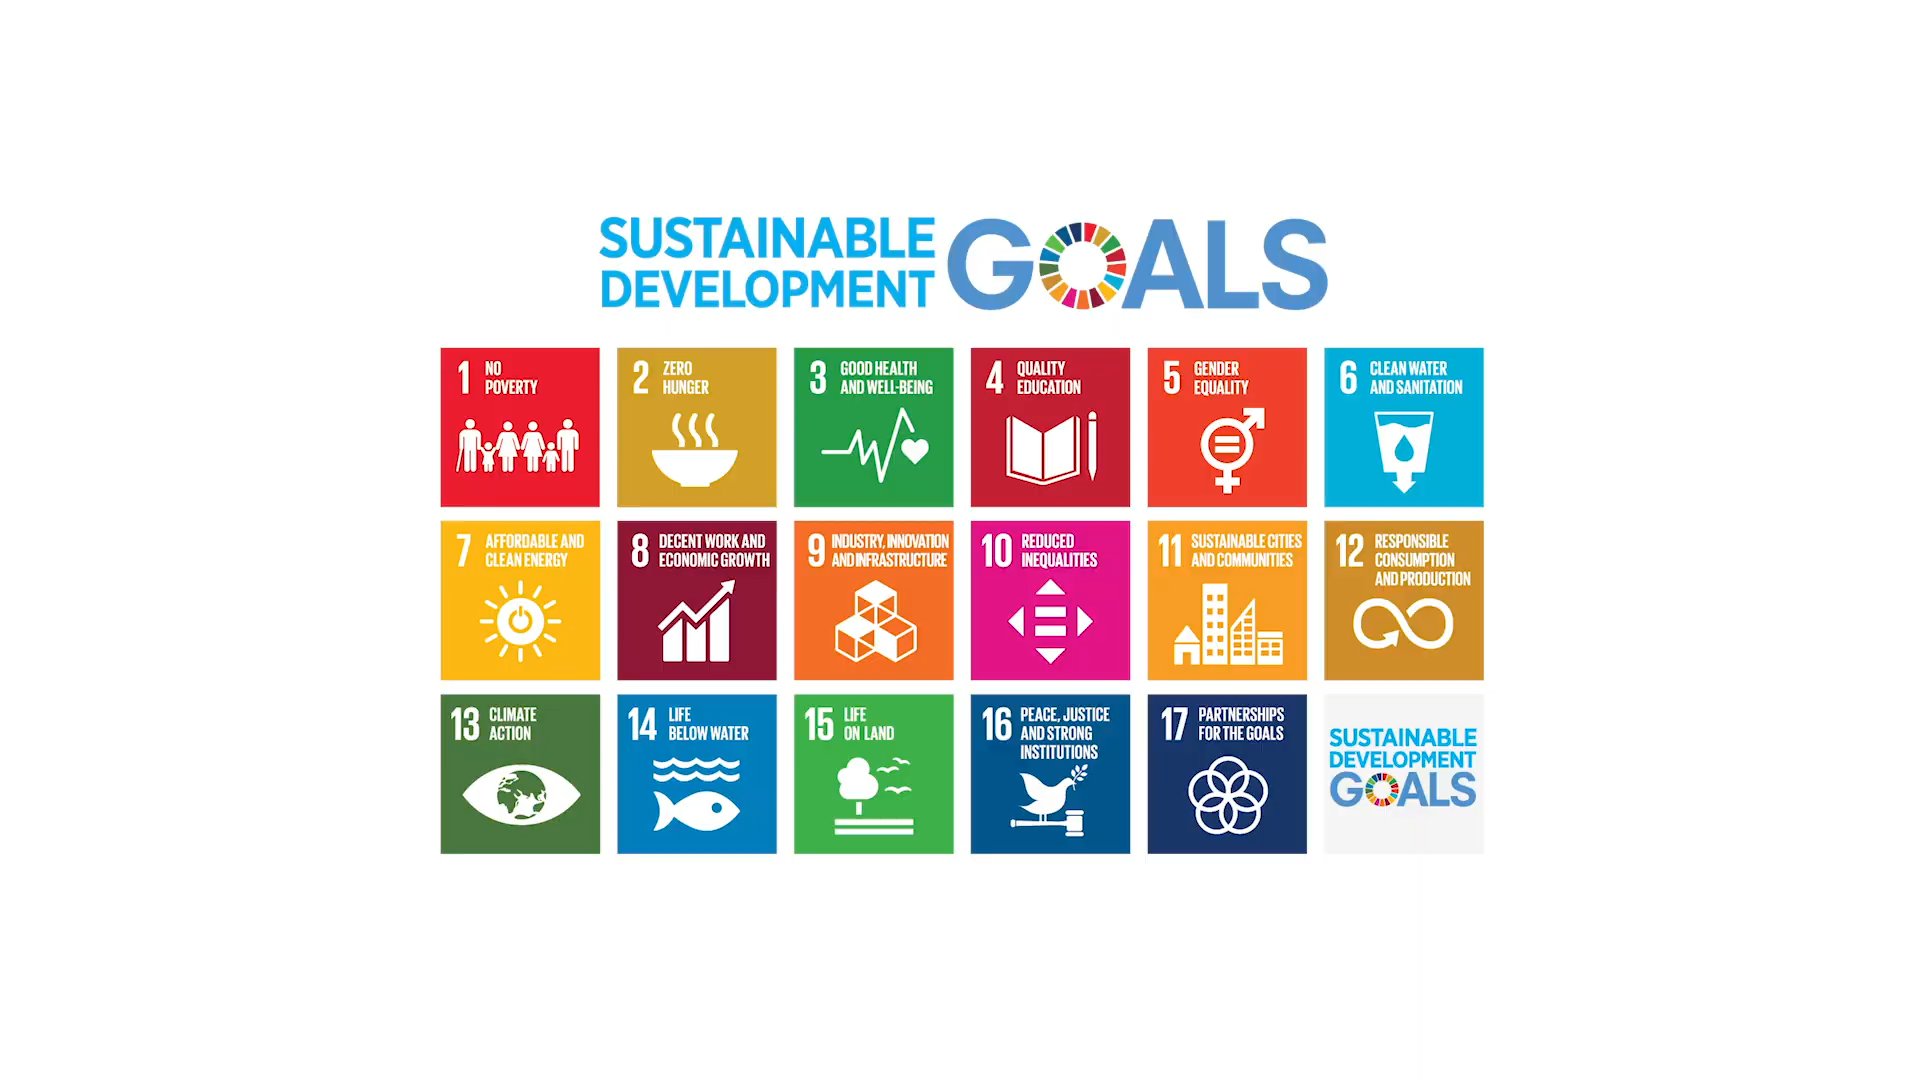 SUSTAINABLE
DEVELOPMENT
GOALS
1 NO
POVERTY
2 ZERO
HUNGER
3 GOOD HEALTH
AND WELL-BEING
4 QUALITY
EDUCATION
5 GENDER
EQUALITY
6 CLEAN WATER
AND SANITATION
7 AFFORDABLE AND
CLEAN ENERGY
8 DECENT WORK AND
ECONOMIC GROWTH
9 INDUSTRY, INNOVATION
AND INFRASTRUCTURE
10 REDUCED
INEQUALITIES
11 SUSTAINABLE CITIES
AND COMMUNITIES
12 RESPONSIBLE
CONSUMPTION
AND PRODUCTION
13 CLIMATE
ACTION
14 LIFE
BELOW WATER
15 LIFE
ON LAND
16 PEACE, JUSTICE
AND STRONG
INSTITUTIONS
17 PARTNERSHIPS
FOR THE GOALS
SUSTAINABLE
DEVELOPMENT
GOALS